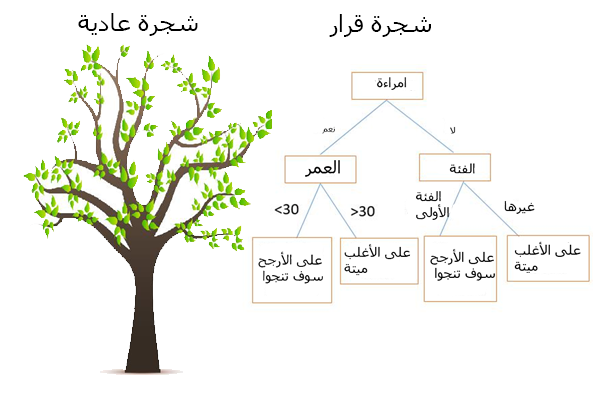 شجرة عادية
شجرة قرار
امراءة
نعم
لا
العمر
الفئة
<30
>30
الفئة
الأولى
غيرها
على الأرجح
سوف تنجوا
على الأغلب
ميتة
على الأرجح
سوف تنجوا
على الأغلب
ميتة